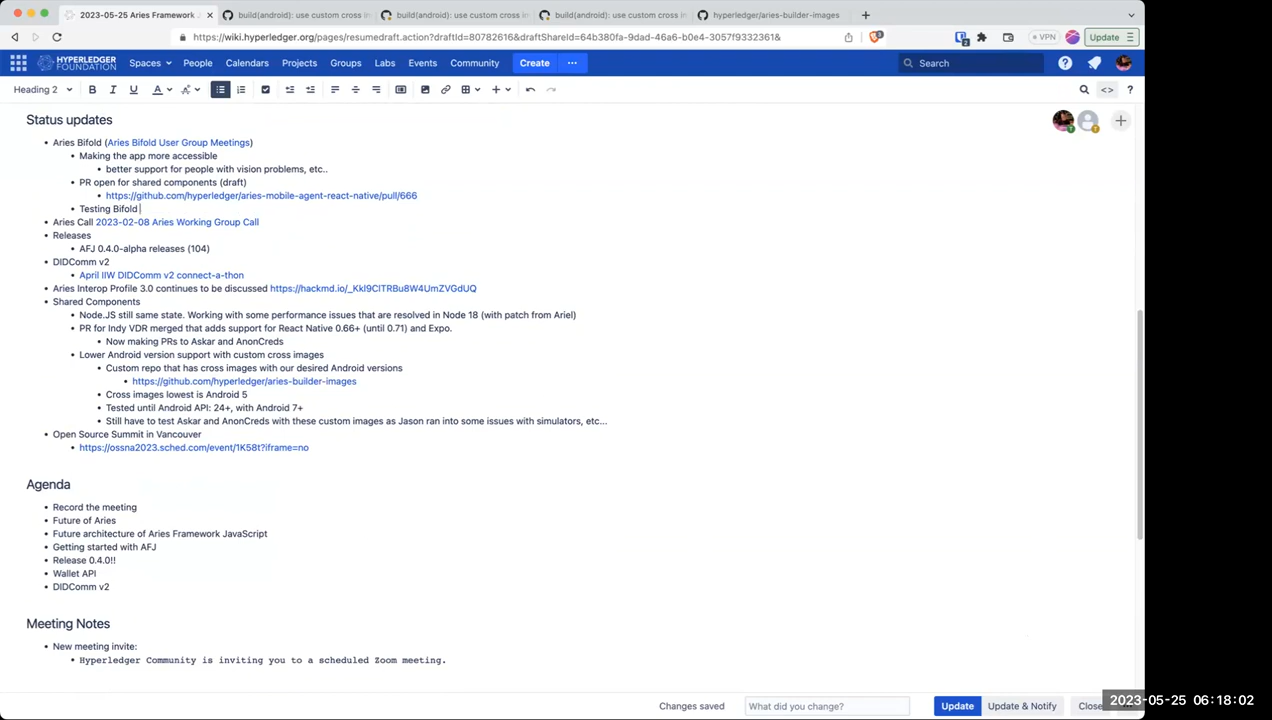 2023-05-25 Aries Framework J
build(android): use custom cross in
build(android): use custom cross in
build(android): use custom cross in
hyperledger/aries-builder-images
https://wiki.hyperledger.org/pages/resumedraft.action?draftId=80782616&draftShareId=64b380fa-9dad-46a6-b0e4-3057f9332361&
VPN
Update
HYPERLEDGER
FOUNDATION
Spaces
People
Calendars
Projects
Groups
Labs
Events
Community
Create
Search
Heading 2
Status updates
Aries Bifold (Aries Bifold User Group Meetings)
Making the app more accessible
better support for people with vision problems, etc..
PR open for shared components (draft)
https://github.com/hyperledger/aries-mobile-agent-react-native/pull/666
Testing Bifold
Aries Call 2023-02-08 Aries Working Group Call
Releases
AFJ 0.4.0-alpha releases (104)
DIDComm v2
April IIW DIDComm v2 connect-a-thon
Aries Interop Profile 3.0 continues to be discussed https://hackmd.io/_Kkl9ClTRBu8W4UmZVGdUQ
Shared Components
Node.JS still same state. Working with some performance issues that are resolved in Node 18 (with patch from Ariel)
PR for Indy VDR merged that adds support for React Native 0.66+ (until 0.71) and Expo.
Now making PRs to Askar and AnonCreds
Lower Android version support with custom cross images
Custom repo that has cross images with our desired Android versions
https://github.com/hyperledger/aries-builder-images
Cross images lowest is Android 5
Tested until Android API: 24+, with Android 7+
Still have to test Askar and AnonCreds with these custom images as Jason ran into some issues with simulators, etc...
Open Source Summit in Vancouver
https://ossna2023.sched.com/event/1K58t?iframe=no
Agenda
Record the meeting
Future of Aries
Future architecture of Aries Framework JavaScript
Getting started with AFJ
Release 0.4.0!!
Wallet API
DIDComm v2
Meeting Notes
New meeting invite:
Hyperledger Community is inviting you to a scheduled Zoom meeting.
Changes saved
What did you change?
Update
Update & Notify
Close
2023-05-25 06:18:02